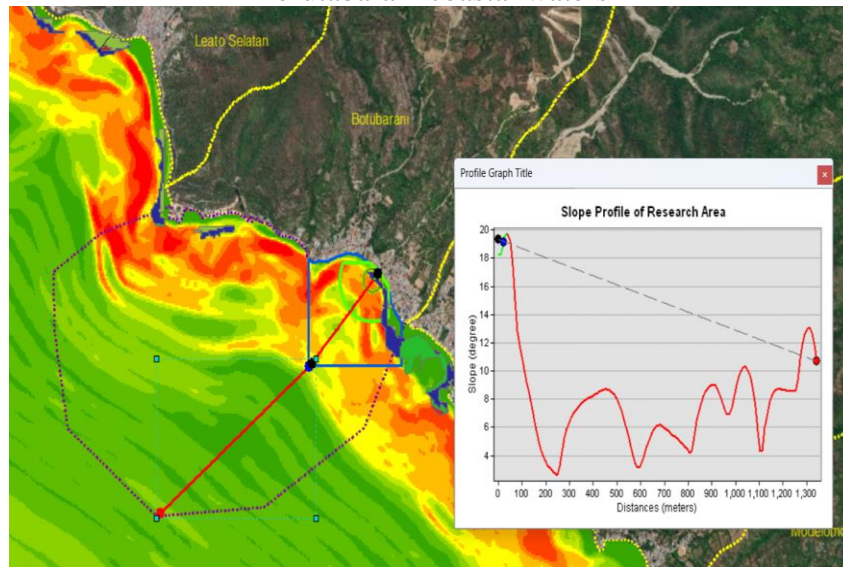 Leato Selatan
Botubarani
Profile Graph Title
x
Slope Profile of Research Area
Slope (degree)
20
18
16
14
12
10
8
6
4
0 100 200 300 400 500 600 700 800 900 1,000 1,100 1,200 1,300
Distances (meters)